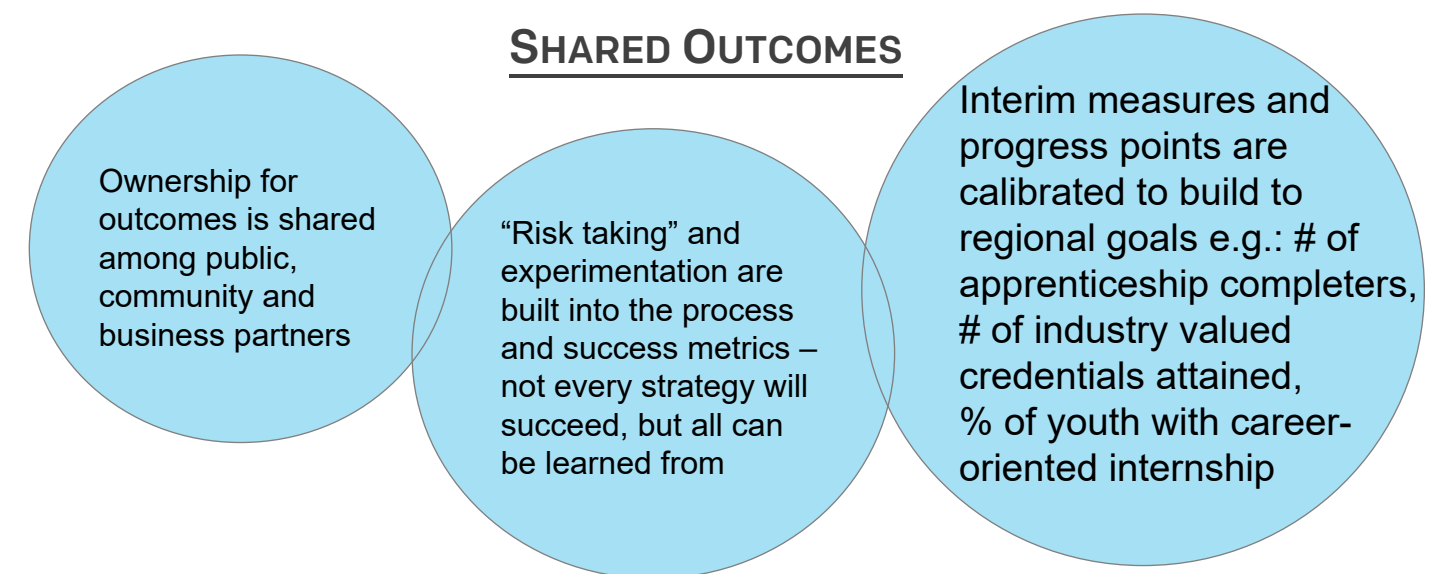 SHARED OUTCOMES
Ownership for
outcomes is shared
among public,
community and
business partners
“Risk taking” and
experimentation are
built into the process
and success metrics –
not every strategy will
succeed, but all can
be learned from
Interim measures and
progress points are
calibrated to build to
regional goals e.g.: # of
apprenticeship completers,
# of industry valued
credentials attained,
% of youth with career-
oriented internship